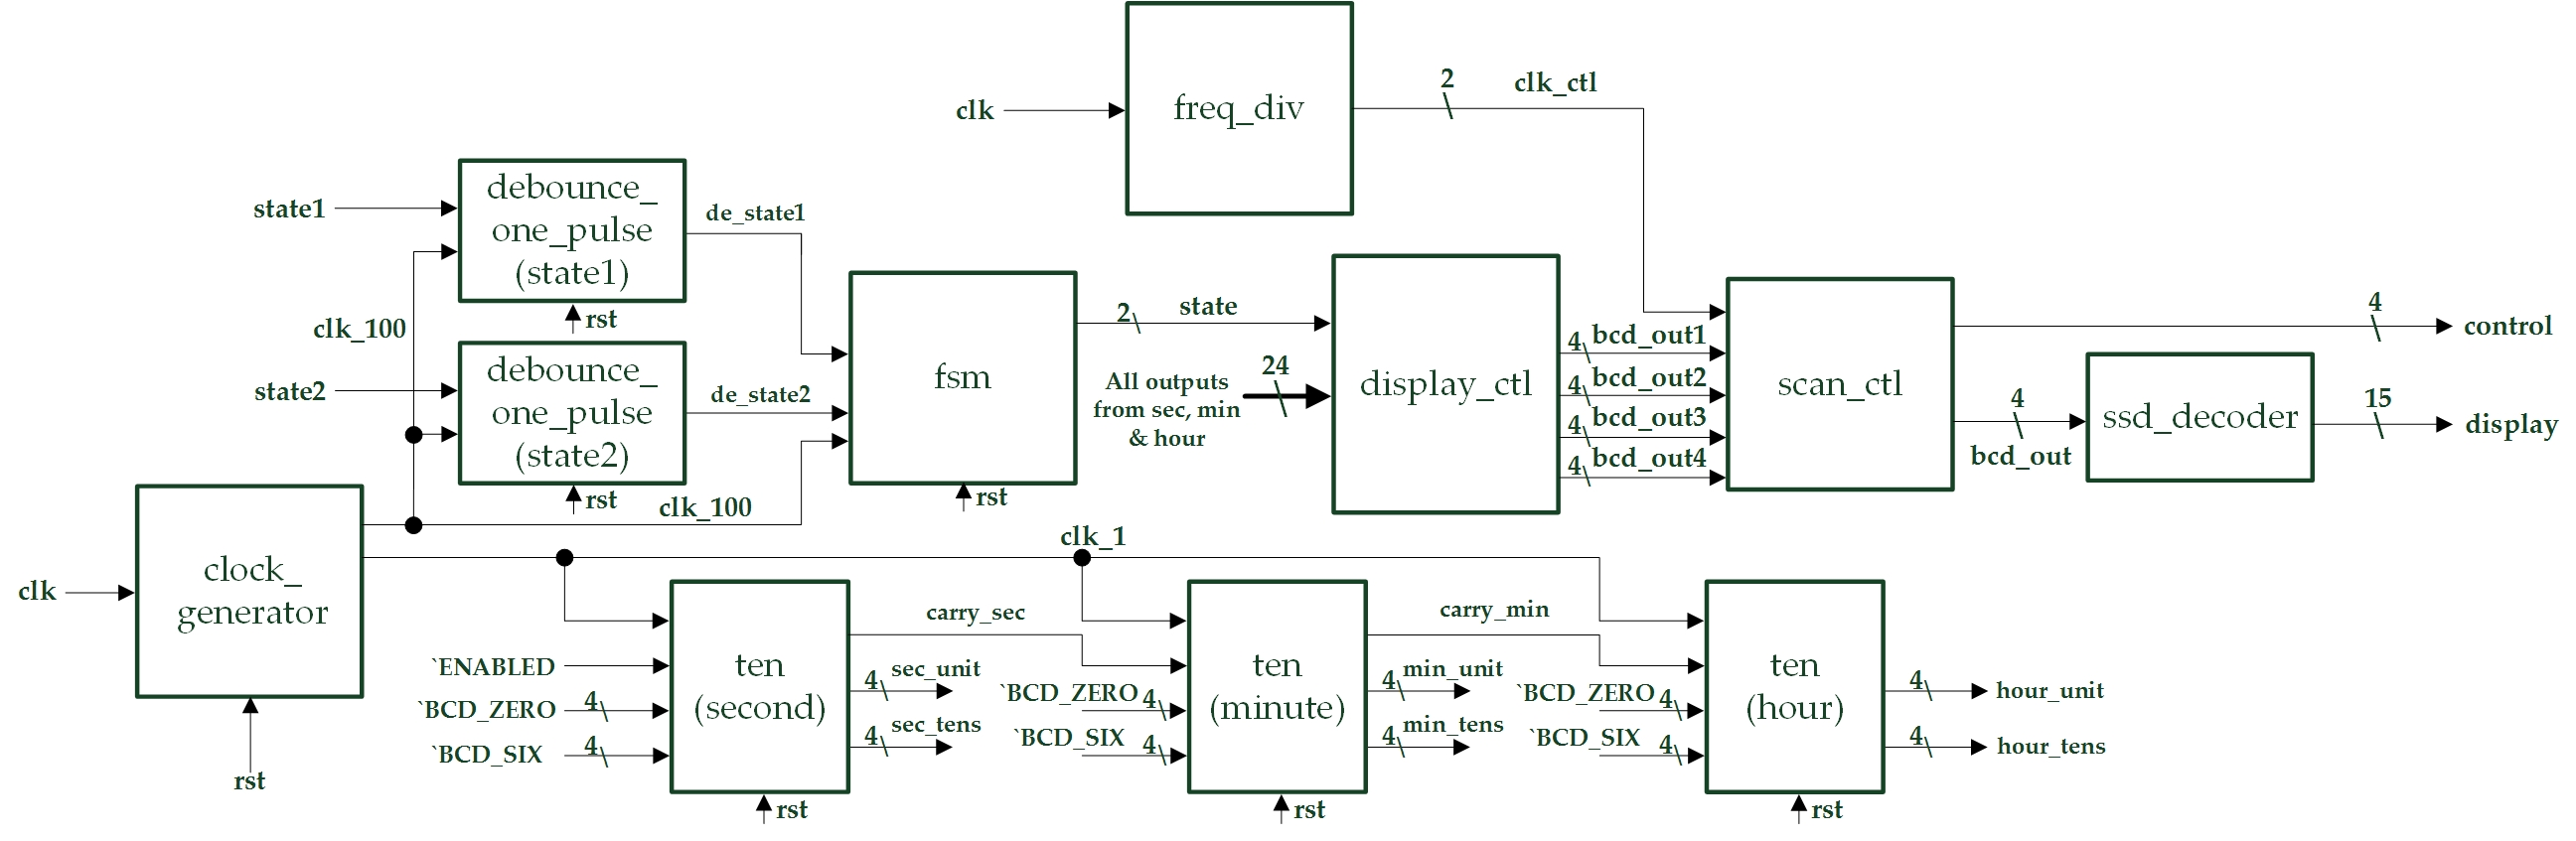 freq_div
clk
2
clk_ctl
debounce_
one_pulse
(state1)
state1
de_state1
rst
clk_100
debounce_
one_pulse
(state2)
state2
de_state2
rst
clk_100
fsm
rst
2
state
24
All outputs
from sec, min
& hour
display_ctl
4 bcd_out1
4 bcd_out2
4 bcd_out3
4 bcd_out4
scan_ctl
4
control
4
bcd_out
ssd_decoder
15
display
clock_
generator
clk
rst
clk_1
ten
(second)
`ENABLED
`BCD_ZERO 4
`BCD_SIX 4
rst
carry_sec
4 sec_unit
4 sec_tens
ten
(minute)
`BCD_ZERO 4
`BCD_SIX 4
rst
carry_min
4 min_unit
4 min_tens
ten
(hour)
`BCD_ZERO 4
`BCD_SIX 4
rst
4 hour_unit
4 hour_tens